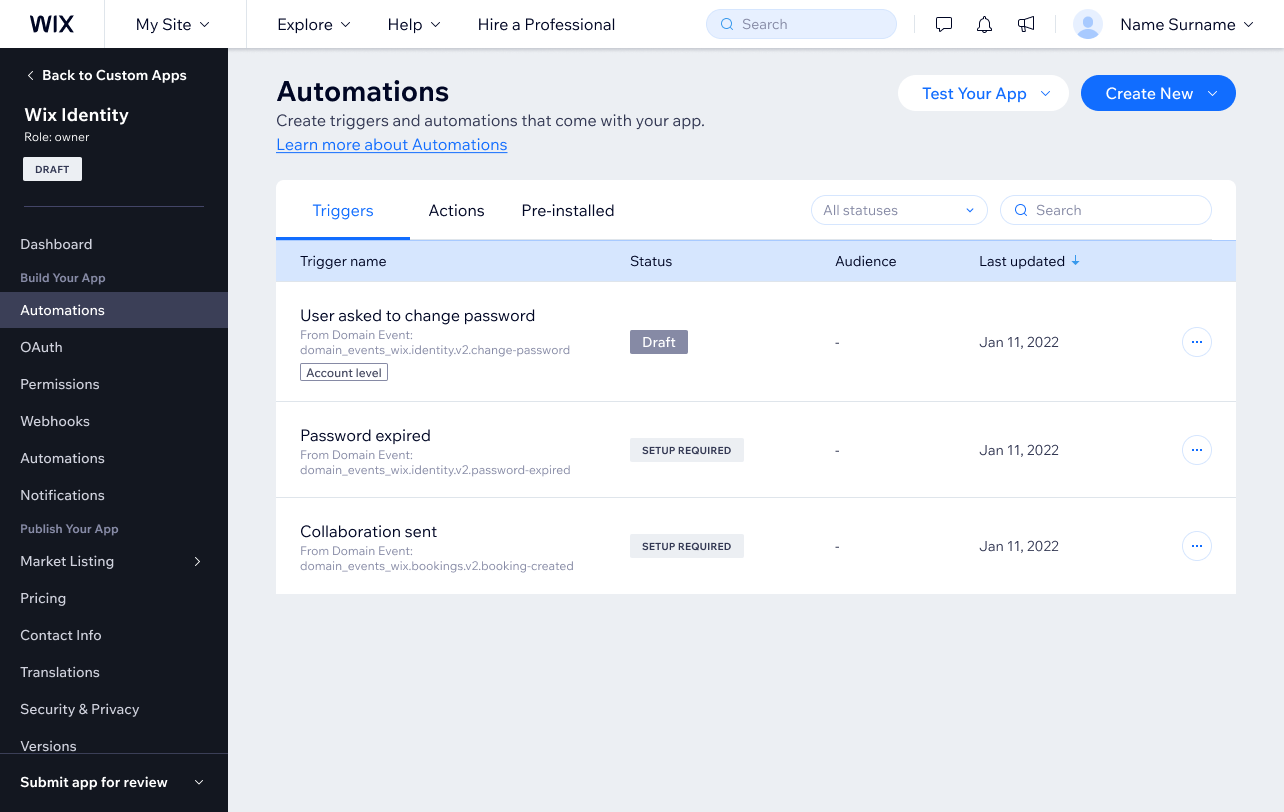 WIX
My Site
Explore
Help
Hire a Professional
Search
Name Surname
Back to Custom Apps
Wix Identity
Role: owner
DRAFT
Dashboard
Build Your App
Automations
OAuth
Permissions
Webhooks
Automations
Notifications
Publish Your App
Market Listing
Pricing
Contact Info
Translations
Security & Privacy
Versions
Submit app for review
Automations
Create triggers and automations that come with your app.
Learn more about Automations
Test Your App
Create New
Triggers
Actions
Pre-installed
All statuses
Search
Trigger name
Status
Audience
Last updated
User asked to change password
From Domain Event:
domain_events_wix.identity.v2.change-password
Account level
Draft
-
Jan 11, 2022
Password expired
From Domain Event:
domain_events_wix.identity.v2.password-expired
SETUP REQUIRED
-
Jan 11, 2022
Collaboration sent
From Domain Event:
domain_events_wix.bookings.v2.booking-created
SETUP REQUIRED
-
Jan 11, 2022